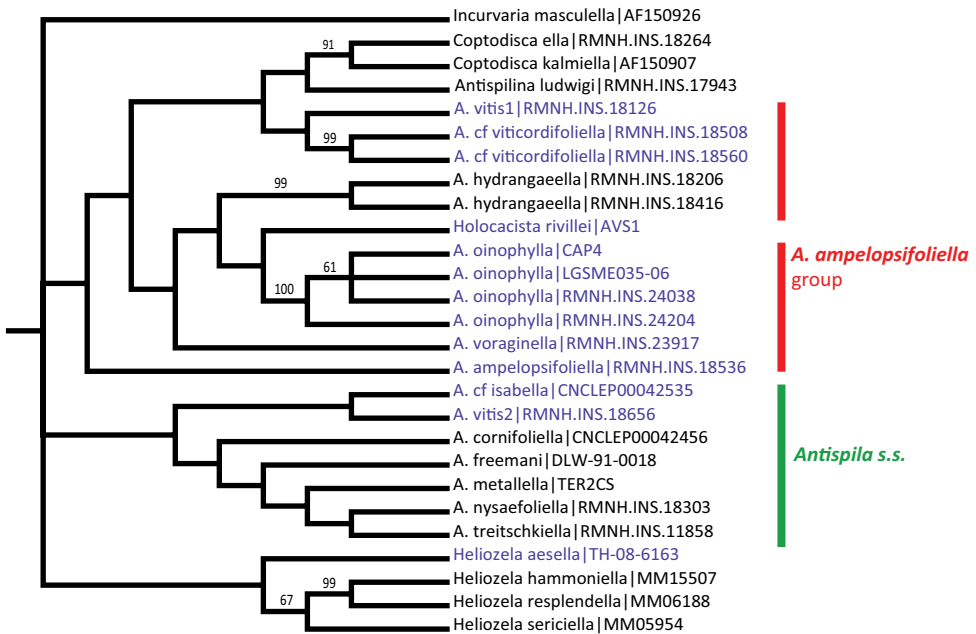 Incurvaria masculella|AF150926
91
Coptodisca ella|RMNH.INS.18264
Coptodisca kalmiella|AF150907
Antispilina ludwigi|RMNH.INS.17943
A. vitis1|RMNH.INS.18126
99
A. cf viticordifoliella|RMNH.INS.18508
A. cf viticordifoliella|RMNH.INS.18560
99
A. hydrangaeella|RMNH.INS.18206
A. hydrangaeella|RMNH.INS.18416
Holocacista rivillei|AVS1
A. oinophylla|CAP4
61
A. oinophylla|LGSME035-06
100
A. oinophylla|RMNH.INS.24038
A. oinophylla|RMNH.INS.24204
A. voraginella|RMNH.INS.23917
A. ampelopsifoliella|RMNH.INS.18536
A. ampelopsifoliella
group
A. cf isabella|CNCLEP00042535
A. vitis2|RMNH.INS.18656
A. cornifoliella|CNCLEP00042456
A. freemani|DLW-91-0018
A. metallella|TER2CS
A. nysaefoliella|RMNH.INS.18303
A. treitschkiella|RMNH.INS.11858
Antispila s.s.
Heliozela aesella|TH-08-6163
99
Heliozela hammoniella|MM15507
67
Heliozela resplendella|MM06188
Heliozela sericiella|MM05954